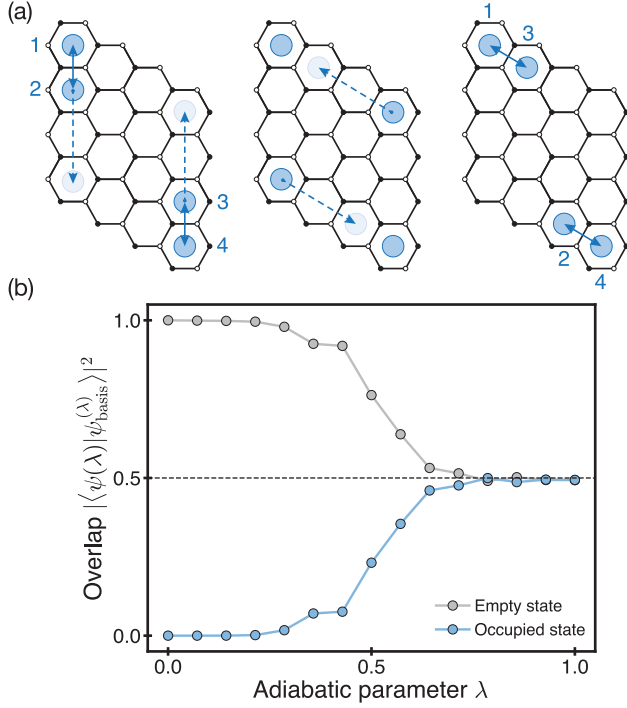 (a)
1
2
3
4
1
3
2
4
(b)
1.0
0.5
0.0
Overlap |⟨ψ(λ)|ψ_basis^(λ)⟩|²
Empty state
Occupied state
0.0 0.5 1.0
Adiabatic parameter λ